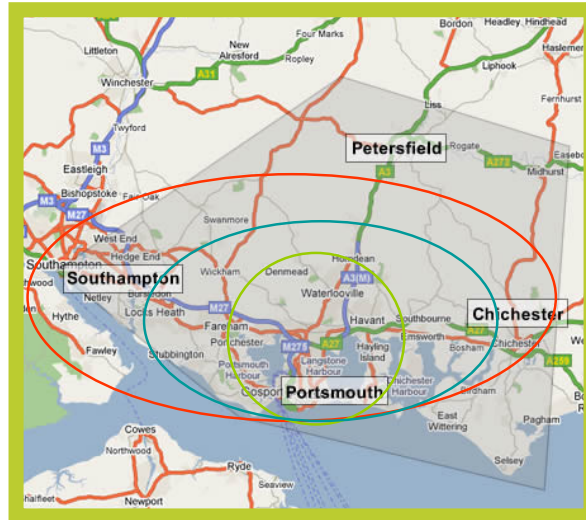 Bordon
Headley
Hindhead
Four Marks
New
Alresford
Ropley
Littleton
Winchester
A31
Liphook
Haslemer
Liss
Fernhurst
Twyford
M3
Petersfield
Rogate
A272
Easebo
Midhurst
A3
Eastleigh
Bishopstoke
Fair Oak
M3
M27
Swanmore
West End
Hedge End
Southampton
Southampton
Wickham
Denmead
Horndean
A3(M)
Waterlooville
Netley
Bursledon
Locks Heath
M27
Fareham
Portchester
Havant
Southbourne
Emsworth
Chichester
A27
Chichester
A259
Hythe
Fawley
Stubbington
Portsmouth
Harbour
M275
A27
Langstone
Harbour
Hayling
Island
Bosham
Chichester
Harbour
Birdham
Gosport
Portsmouth
East
Wittering
Pagham
Selsey
Cowes
Northwood
Ryde
Seaview
Newport